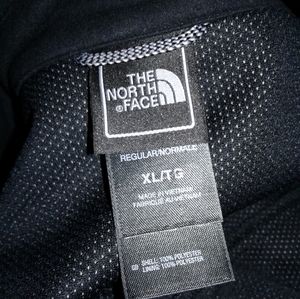 THE
NORTH
®FACE
REGULAR/NORMALE
XL/TG
MADE IN VIETNAM
FABRIQUÉ AU VIETNAM
GB SHELL: 100% POLYESTER
LINING: 100% POLYESTER